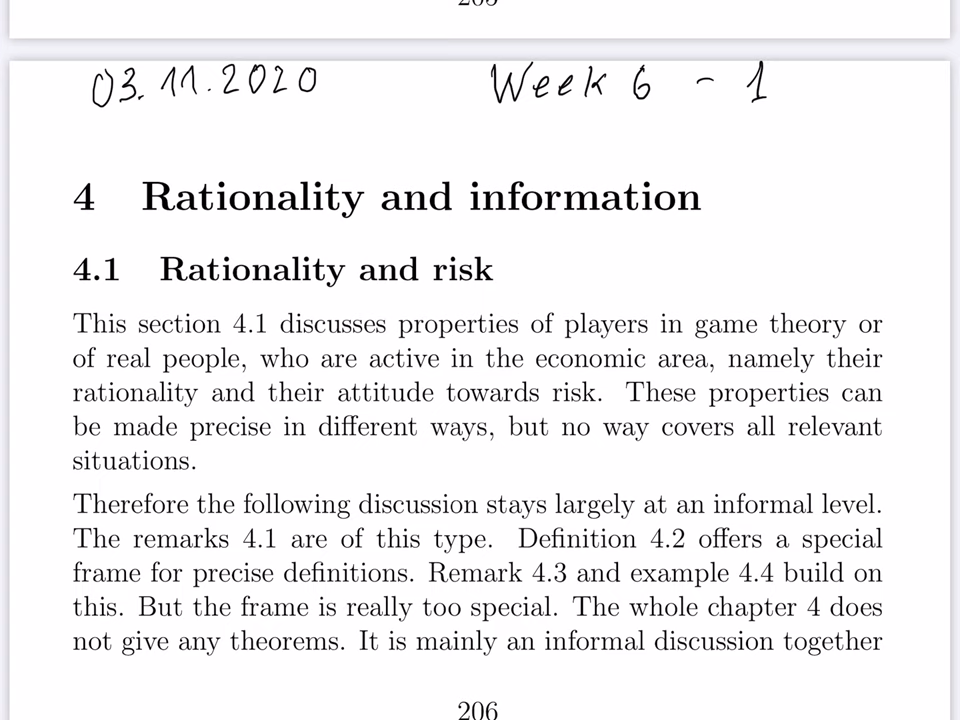 03.11.2020 Week 6 - 1
4 Rationality and information
4.1 Rationality and risk
This section 4.1 discusses properties of players in game theory or
of real people, who are active in the economic area, namely their
rationality and their attitude towards risk. These properties can
be made precise in different ways, but no way covers all relevant
situations.
Therefore the following discussion stays largely at an informal level.
The remarks 4.1 are of this type. Definition 4.2 offers a special
frame for precise definitions. Remark 4.3 and example 4.4 build on
this. But the frame is really too special. The whole chapter 4 does
not give any theorems. It is mainly an informal discussion together
206